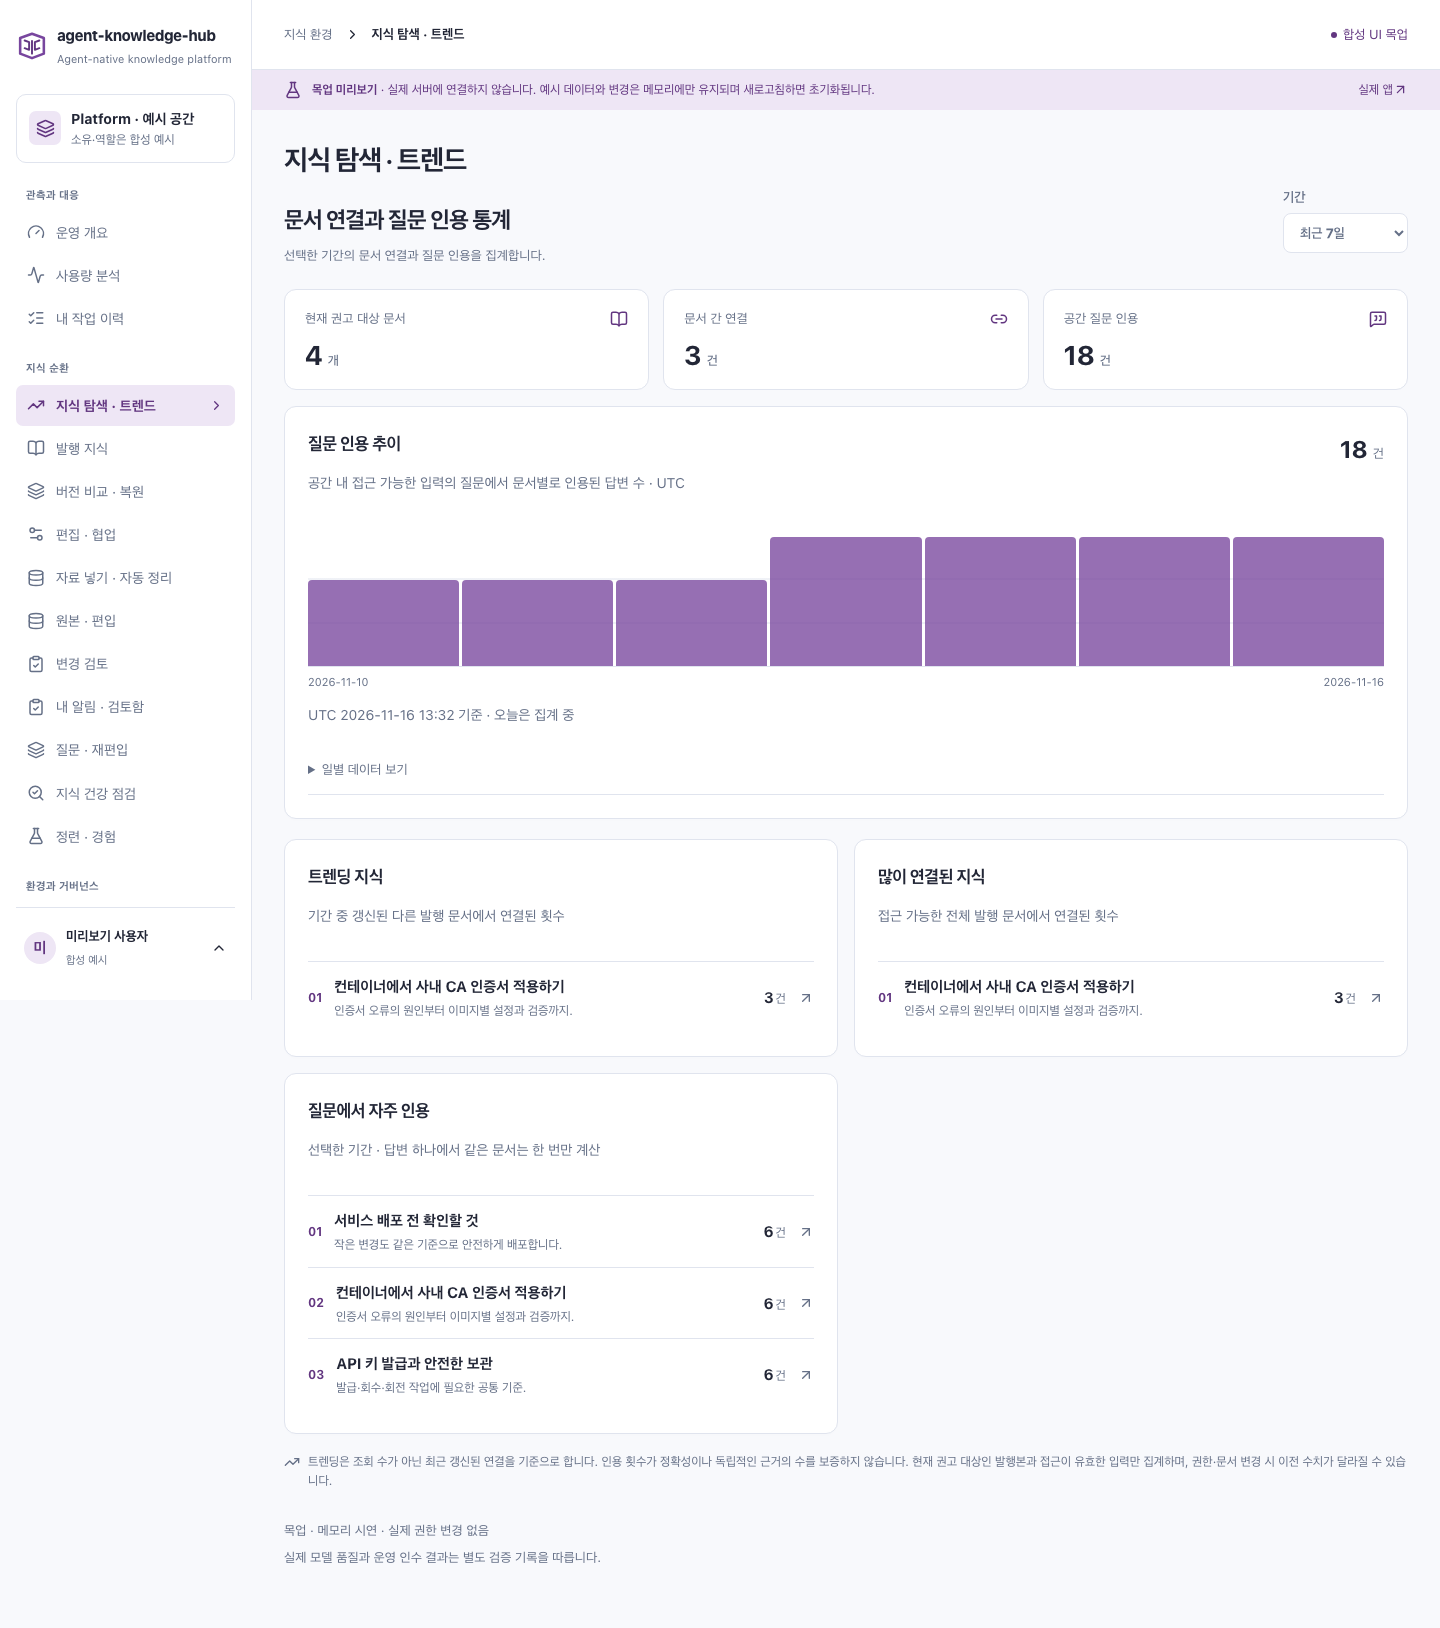 agent-knowledge-hub
Agent-native knowledge platform
Platform · 예시 공간
소유·역할은 합성 예시
관측과 대응
운영 개요
사용량 분석
내 작업 이력
지식 순환
지식 탐색 · 트렌드
발행 지식
버전 비교 · 복원
편집 · 협업
자료 넣기 · 자동 정리
원본 · 편입
변경 검토
내 알림 · 검토함
질문 · 재편입
지식 건강 점검
정련 · 경험
환경과 거버넌스
미
미리보기 사용자
합성 예시
지식 환경
지식 탐색 · 트렌드
합성 UI 목업
목업 미리보기 · 실제 서버에 연결하지 않습니다. 예시 데이터와 변경은 메모리에만 유지되며 새로고침하면 초기화됩니다.
실제 앱
지식 탐색 · 트렌드
문서 연결과 질문 인용 통계
선택한 기간의 문서 연결과 질문 인용을 집계합니다.
기간
최근 7일
현재 권고 대상 문서
4 개
문서 간 연결
3 건
공간 질문 인용
18 건
질문 인용 추이
18 건
공간 내 접근 가능한 입력의 질문에서 문서별로 인용된 답변 수 · UTC
2026-11-10
2026-11-16
UTC 2026-11-16 13:32 기준 · 오늘은 집계 중
일별 데이터 보기
트렌딩 지식
기간 중 갱신된 다른 발행 문서에서 연결된 횟수
01
컨테이너에서 사내 CA 인증서 적용하기
인증서 오류의 원인부터 이미지별 설정과 검증까지.
3 건
많이 연결된 지식
접근 가능한 전체 발행 문서에서 연결된 횟수
01
컨테이너에서 사내 CA 인증서 적용하기
인증서 오류의 원인부터 이미지별 설정과 검증까지.
3 건
질문에서 자주 인용
선택한 기간 · 답변 하나에서 같은 문서는 한 번만 계산
01
서비스 배포 전 확인할 것
작은 변경도 같은 기준으로 안전하게 배포합니다.
6 건
02
컨테이너에서 사내 CA 인증서 적용하기
인증서 오류의 원인부터 이미지별 설정과 검증까지.
6 건
03
API 키 발급과 안전한 보관
발급·회수·회전 작업에 필요한 공통 기준.
6 건
트렌딩은 조회 수가 아닌 최근 갱신된 연결을 기준으로 합니다. 인용 횟수가 정확성이나 독립적인 근거의 수를 보증하지 않습니다. 현재 권고 대상인 발행본과 접근이 유효한 입력만 집계하며, 권한·문서 변경 시 이전 수치가 달라질 수 있습
니다.
목업 · 메모리 시연 · 실제 권한 변경 없음
실제 모델 품질과 운영 인수 결과는 별도 검증 기록을 따릅니다.